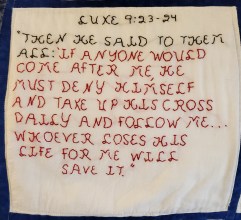 LUKE 9:23-24
"THEN HE SAID TO THEM
ALL: 'IF ANYONE WOULD
COME AFTER ME HE
MUST DENY HIMSELF
AND TAKE UP HIS CROSS
DAILY AND FOLLOW ME...
WHOEVER LOSES HIS
LIFE FOR ME WILL
SAVE IT."